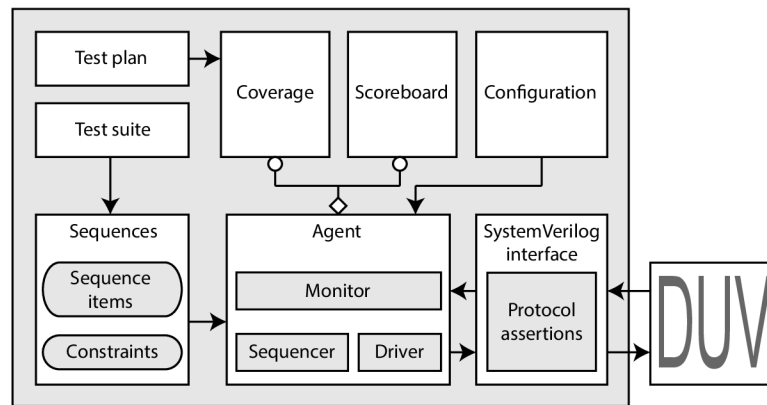 Test plan
Coverage
Scoreboard
Configuration
Test suite
Sequences
Sequence
items
Constraints
Agent
Monitor
Sequencer
Driver
SystemVerilog
interface
Protocol
assertions
DUV